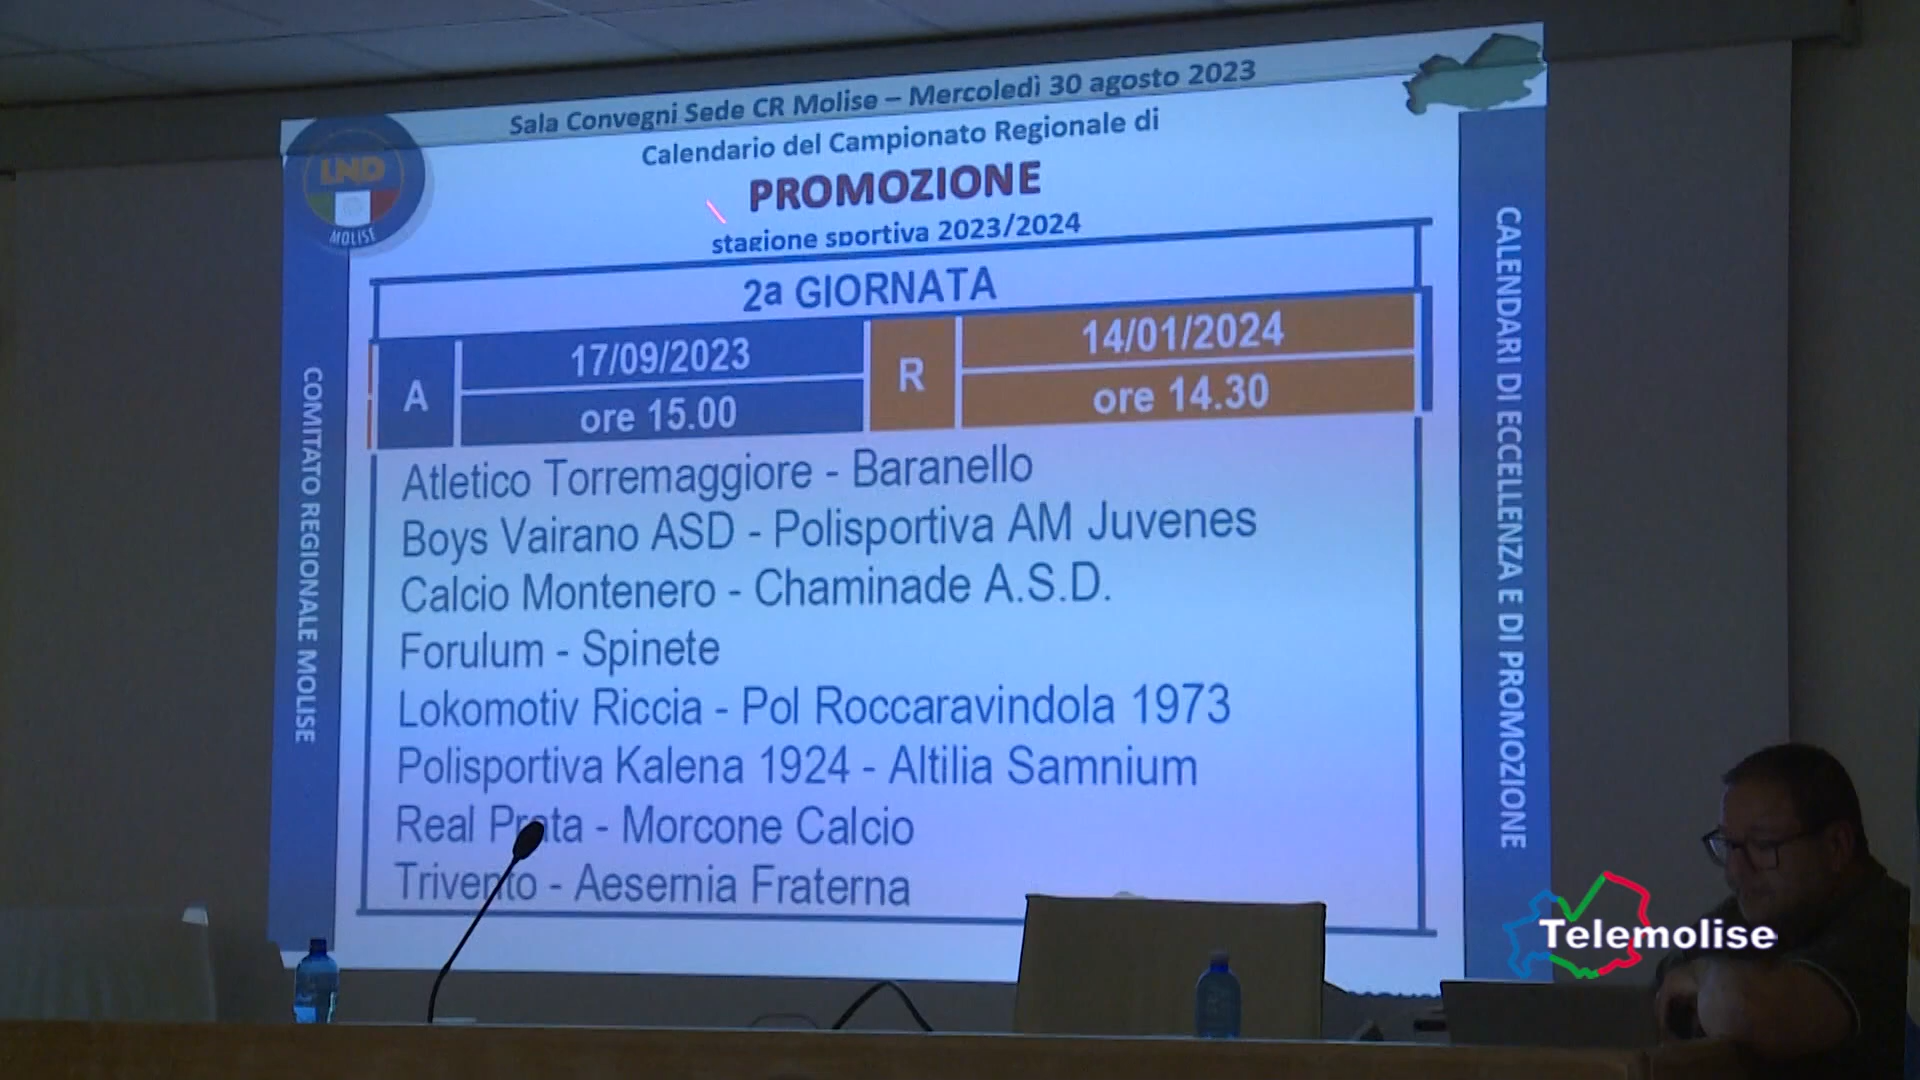 Sala Convegni Sede CR Molise – Mercoledì 30 agosto 2023
Calendario del Campionato Regionale di
PROMOZIONE
stagione sportiva 2023/2024
LND
MOLISE
COMITATO REGIONALE MOLISE
CALENDARI DI ECCELLENZA E DI PROMOZIONE
2a GIORNATA
A
17/09/2023
ore 15.00
R
14/01/2024
ore 14.30
Atletico Torremaggiore - Baranello
Boys Vairano ASD - Polisportiva AM Juvenes
Calcio Montenero - Chaminade A.S.D.
Forulum - Spinete
Lokomotiv Riccia - Pol Roccaravindola 1973
Polisportiva Kalena 1924 - Altilia Samnium
Real Prata - Morcone Calcio
Trivento - Aesernia Fraterna
Telemolise